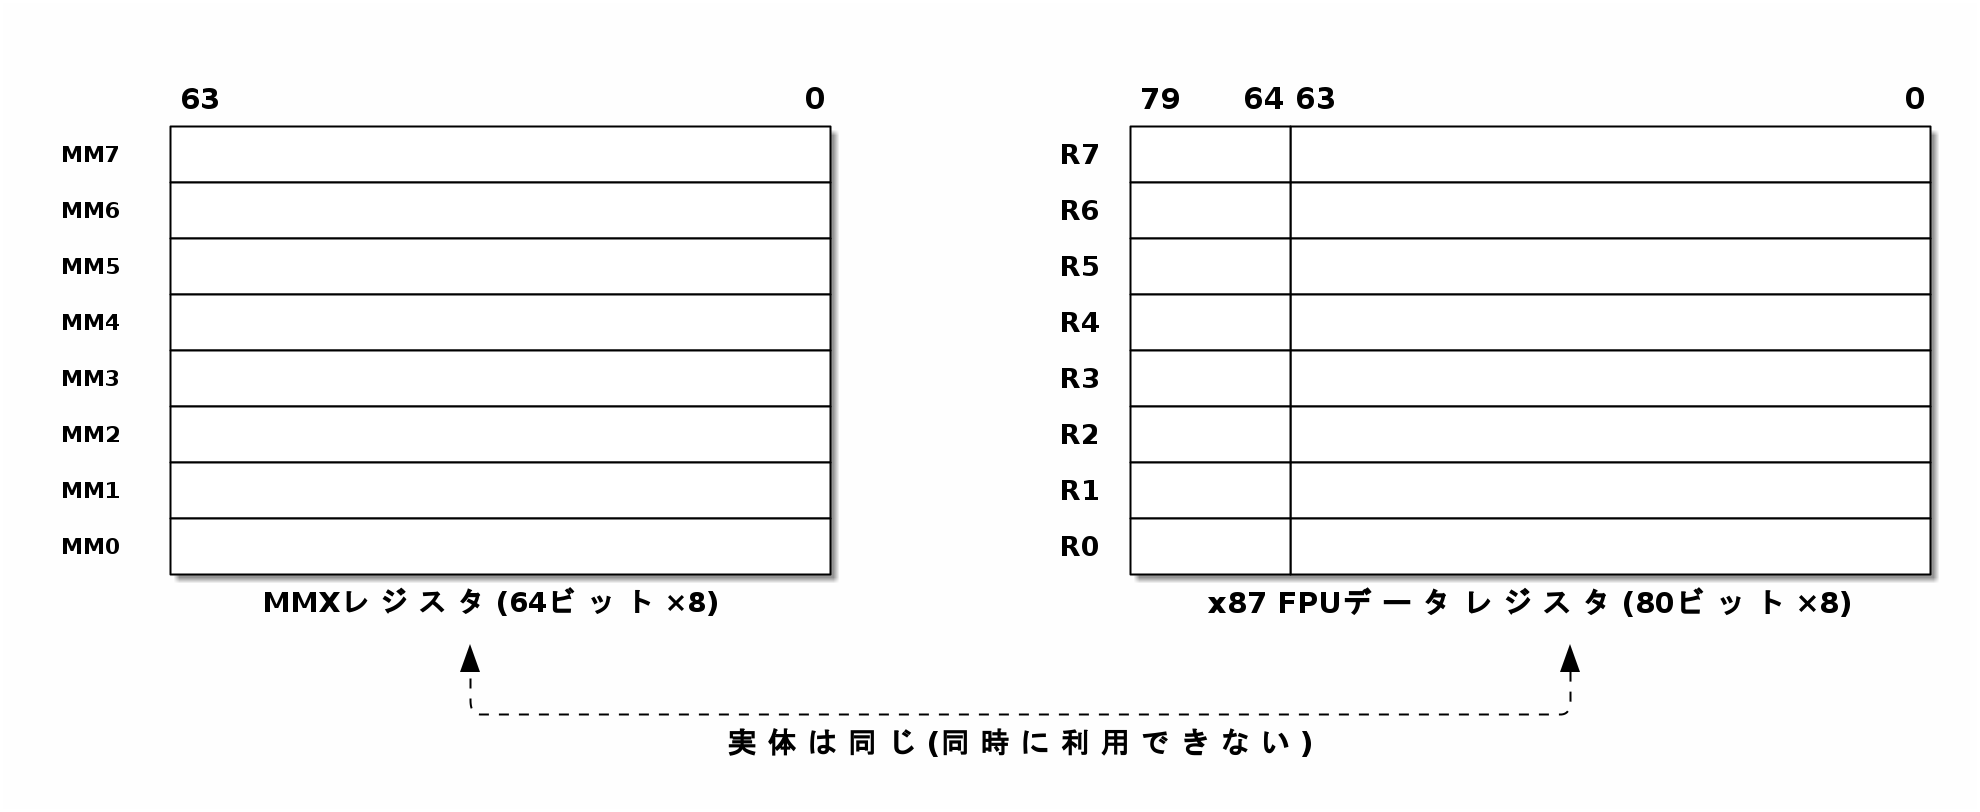 63 0
MM7
MM6
MM5
MM4
MM3
MM2
MM1
MM0
MMXレジスタ(64ビット×8)
79 64 63 0
R7
R6
R5
R4
R3
R2
R1
R0
x87 FPUデータレジスタ(80ビット×8)
実体は同じ(同時に利用できない)